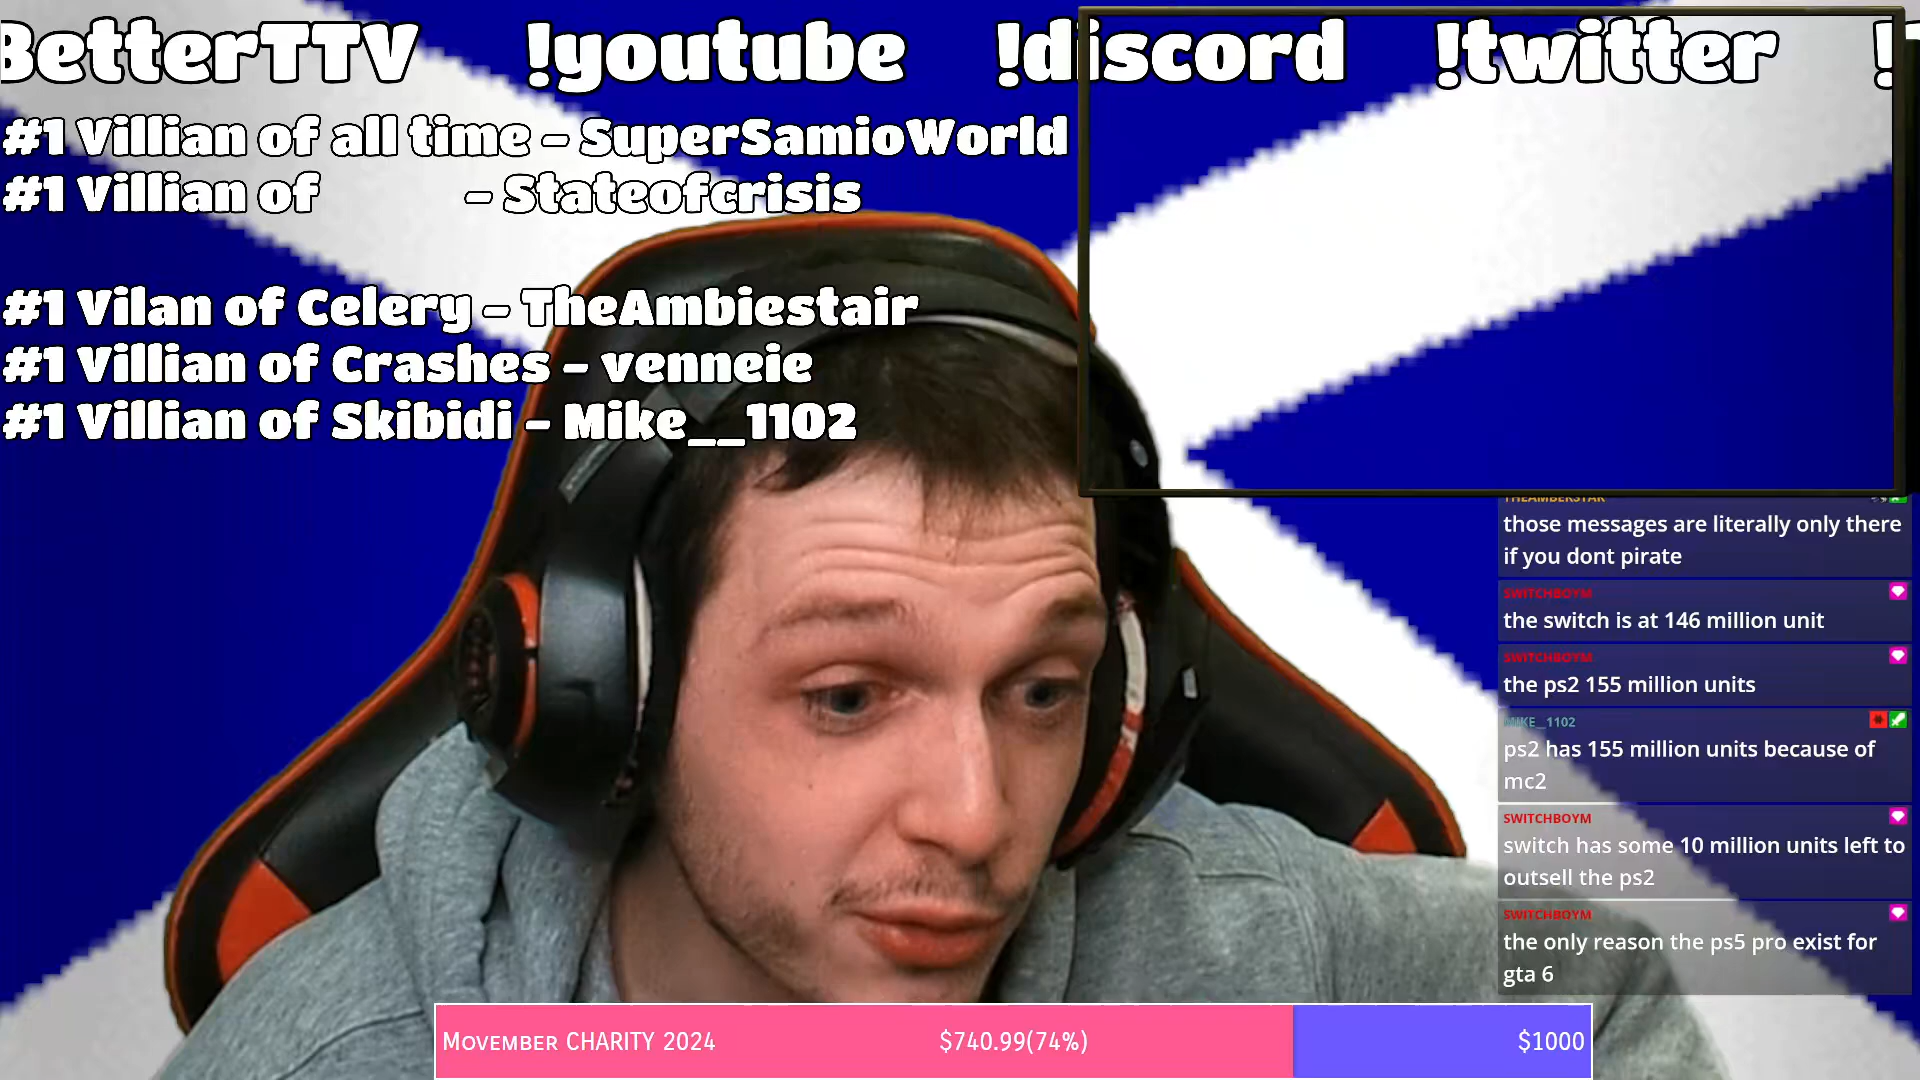 BetterTTV !youtube !discord !twitter !
#1 Villian of all time - SuperSamioWorld
#1 Villian of - Stateofcrisis
#1 Vilan of Celery - TheAmbiestair
#1 Villian of Crashes - venneie
#1 Villian of Skibidi - Mike__1102
THEAMBERSTAR
those messages are literally only there
if you dont pirate
SWITCHBOYM
the switch is at 146 million unit
SWITCHBOYM
the ps2 155 million units
MIKE__1102
ps2 has 155 million units because of
mc2
SWITCHBOYM
switch has some 10 million units left to
outsell the ps2
SWITCHBOYM
the only reason the ps5 pro exist for
gta 6
MOVEMBER CHARITY 2024 $740.99(74%) $1000